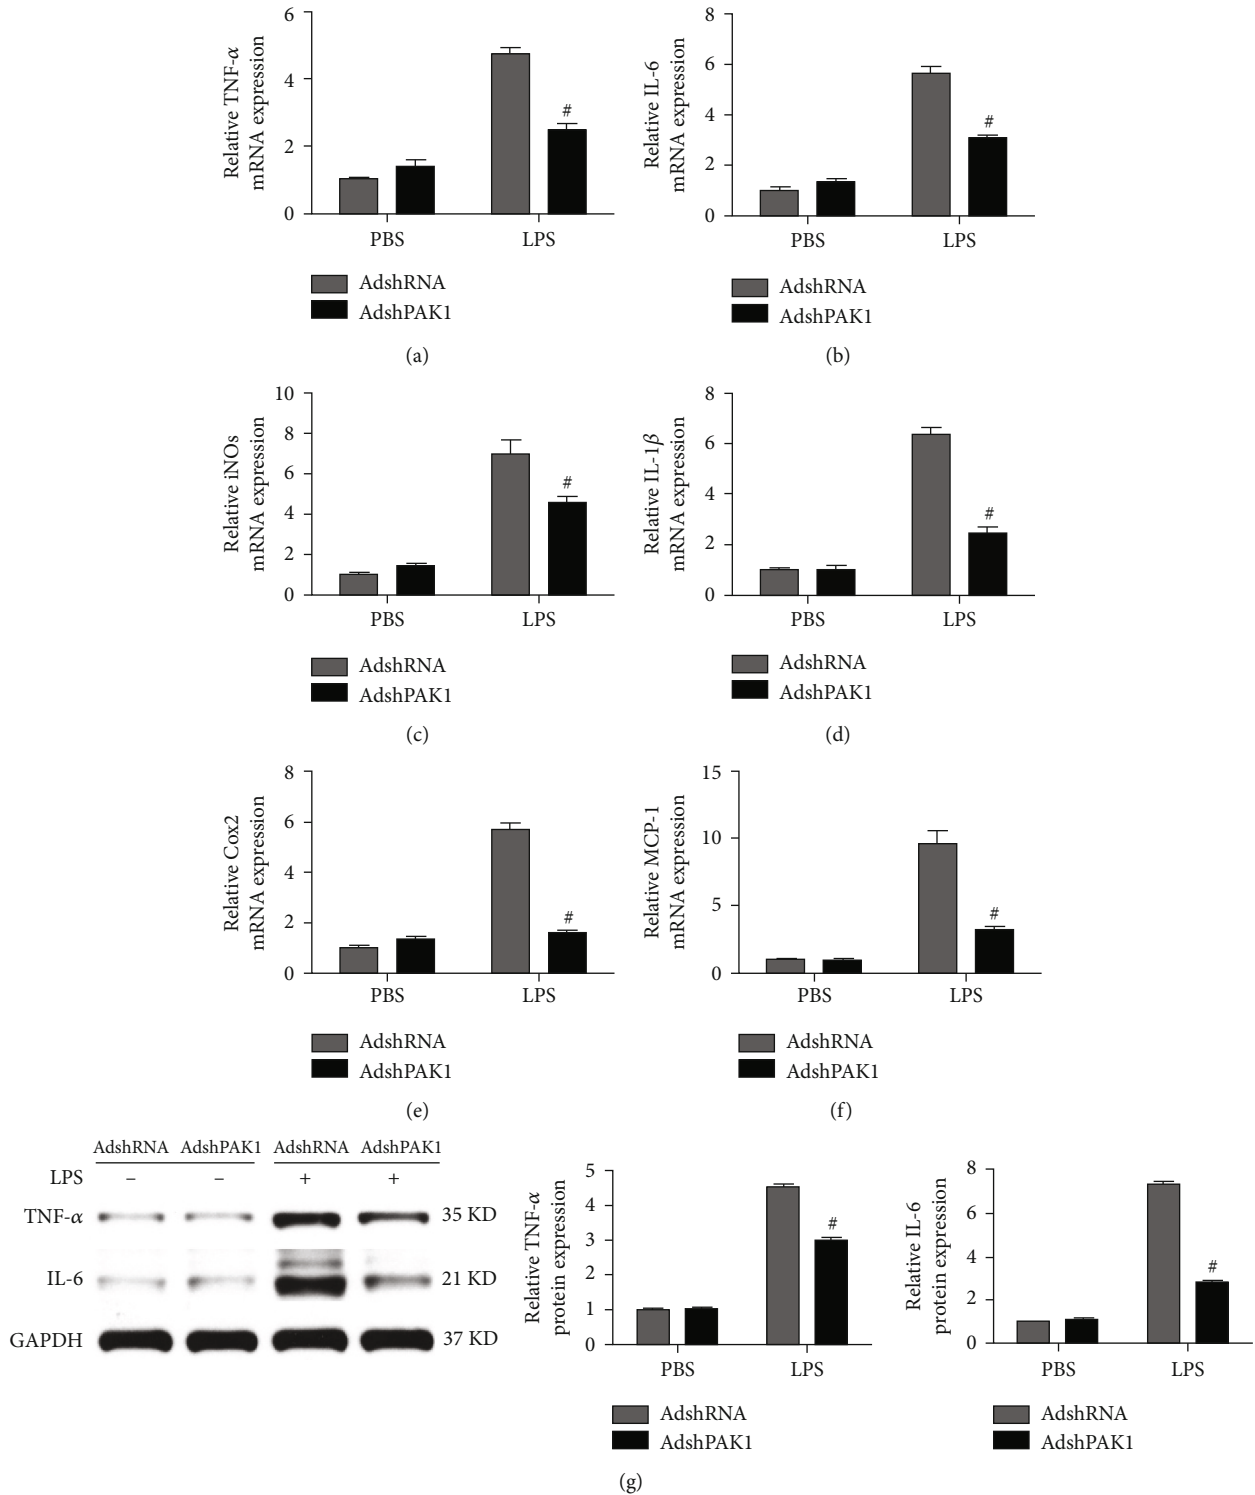 Relative TNF-α
mRNA expression
6
4
2
0
PBS
LPS
#
AdshRNA
AdshPAK1
(a)
Relative IL-6
mRNA expression
8
6
4
2
0
PBS
LPS
#
AdshRNA
AdshPAK1
(b)
Relative iNOs
mRNA expression
10
8
6
4
2
0
PBS
LPS
#
AdshRNA
AdshPAK1
(c)
Relative IL-1β
mRNA expression
8
6
4
2
0
PBS
LPS
#
AdshRNA
AdshPAK1
(d)
Relative Cox2
mRNA expression
8
6
4
2
0
PBS
LPS
#
AdshRNA
AdshPAK1
(e)
Relative MCP-1
mRNA expression
15
10
5
0
PBS
LPS
#
AdshRNA
AdshPAK1
(f)
AdshRNA AdshPAK1 AdshRNA AdshPAK1
LPS – – + +
TNF-α 35 KD
IL-6 21 KD
GAPDH 37 KD
Relative TNF-α
protein expression
5
4
3
2
1
0
PBS
LPS
#
AdshRNA
AdshPAK1
Relative IL-6
protein expression
8
6
4
2
0
PBS
LPS
#
AdshRNA
AdshPAK1
(g)